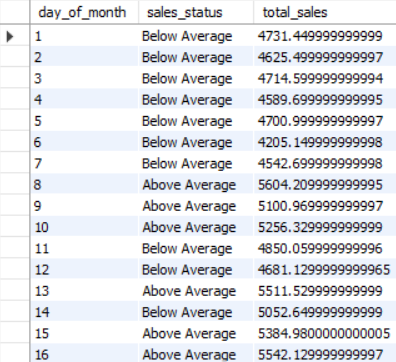 day_of_month sales_status total_sales
1 Below Average 4731.449999999999
2 Below Average 4625.499999999997
3 Below Average 4714.599999999994
4 Below Average 4589.699999999995
5 Below Average 4700.999999999997
6 Below Average 4205.149999999998
7 Below Average 4542.699999999998
8 Above Average 5604.209999999995
9 Above Average 5100.969999999997
10 Above Average 5256.329999999999
11 Below Average 4850.059999999996
12 Below Average 4681.1299999999965
13 Above Average 5511.529999999999
14 Below Average 5052.649999999999
15 Above Average 5384.9800000000005
16 Above Average 5542.129999999997